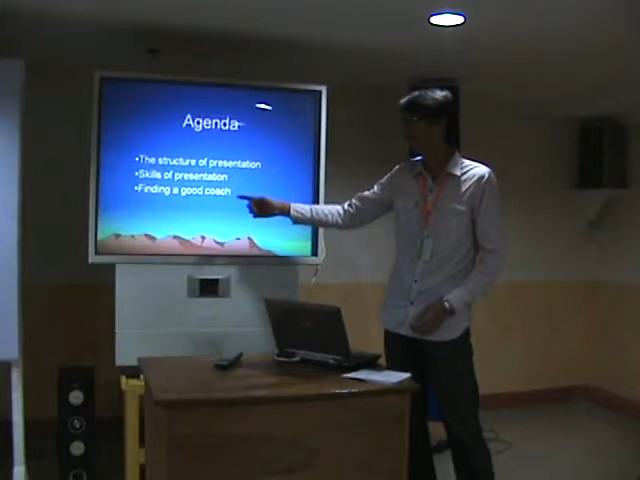 Agenda
•The structure of presentation
•Skills of presentation
•Finding a good coach